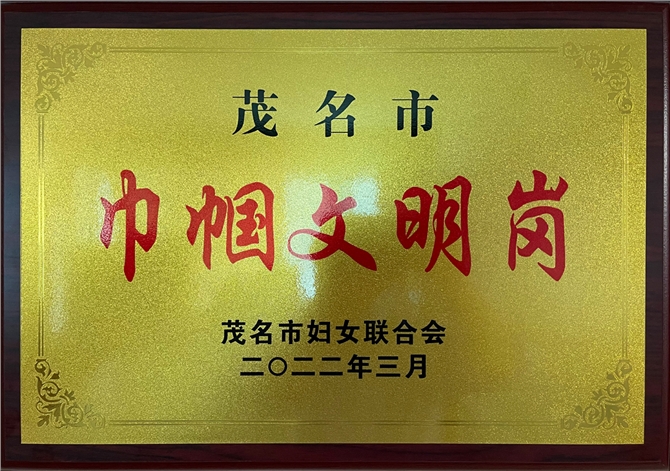 茂名市
巾帼文明岗
茂名市妇女联合会
二〇二二年三月